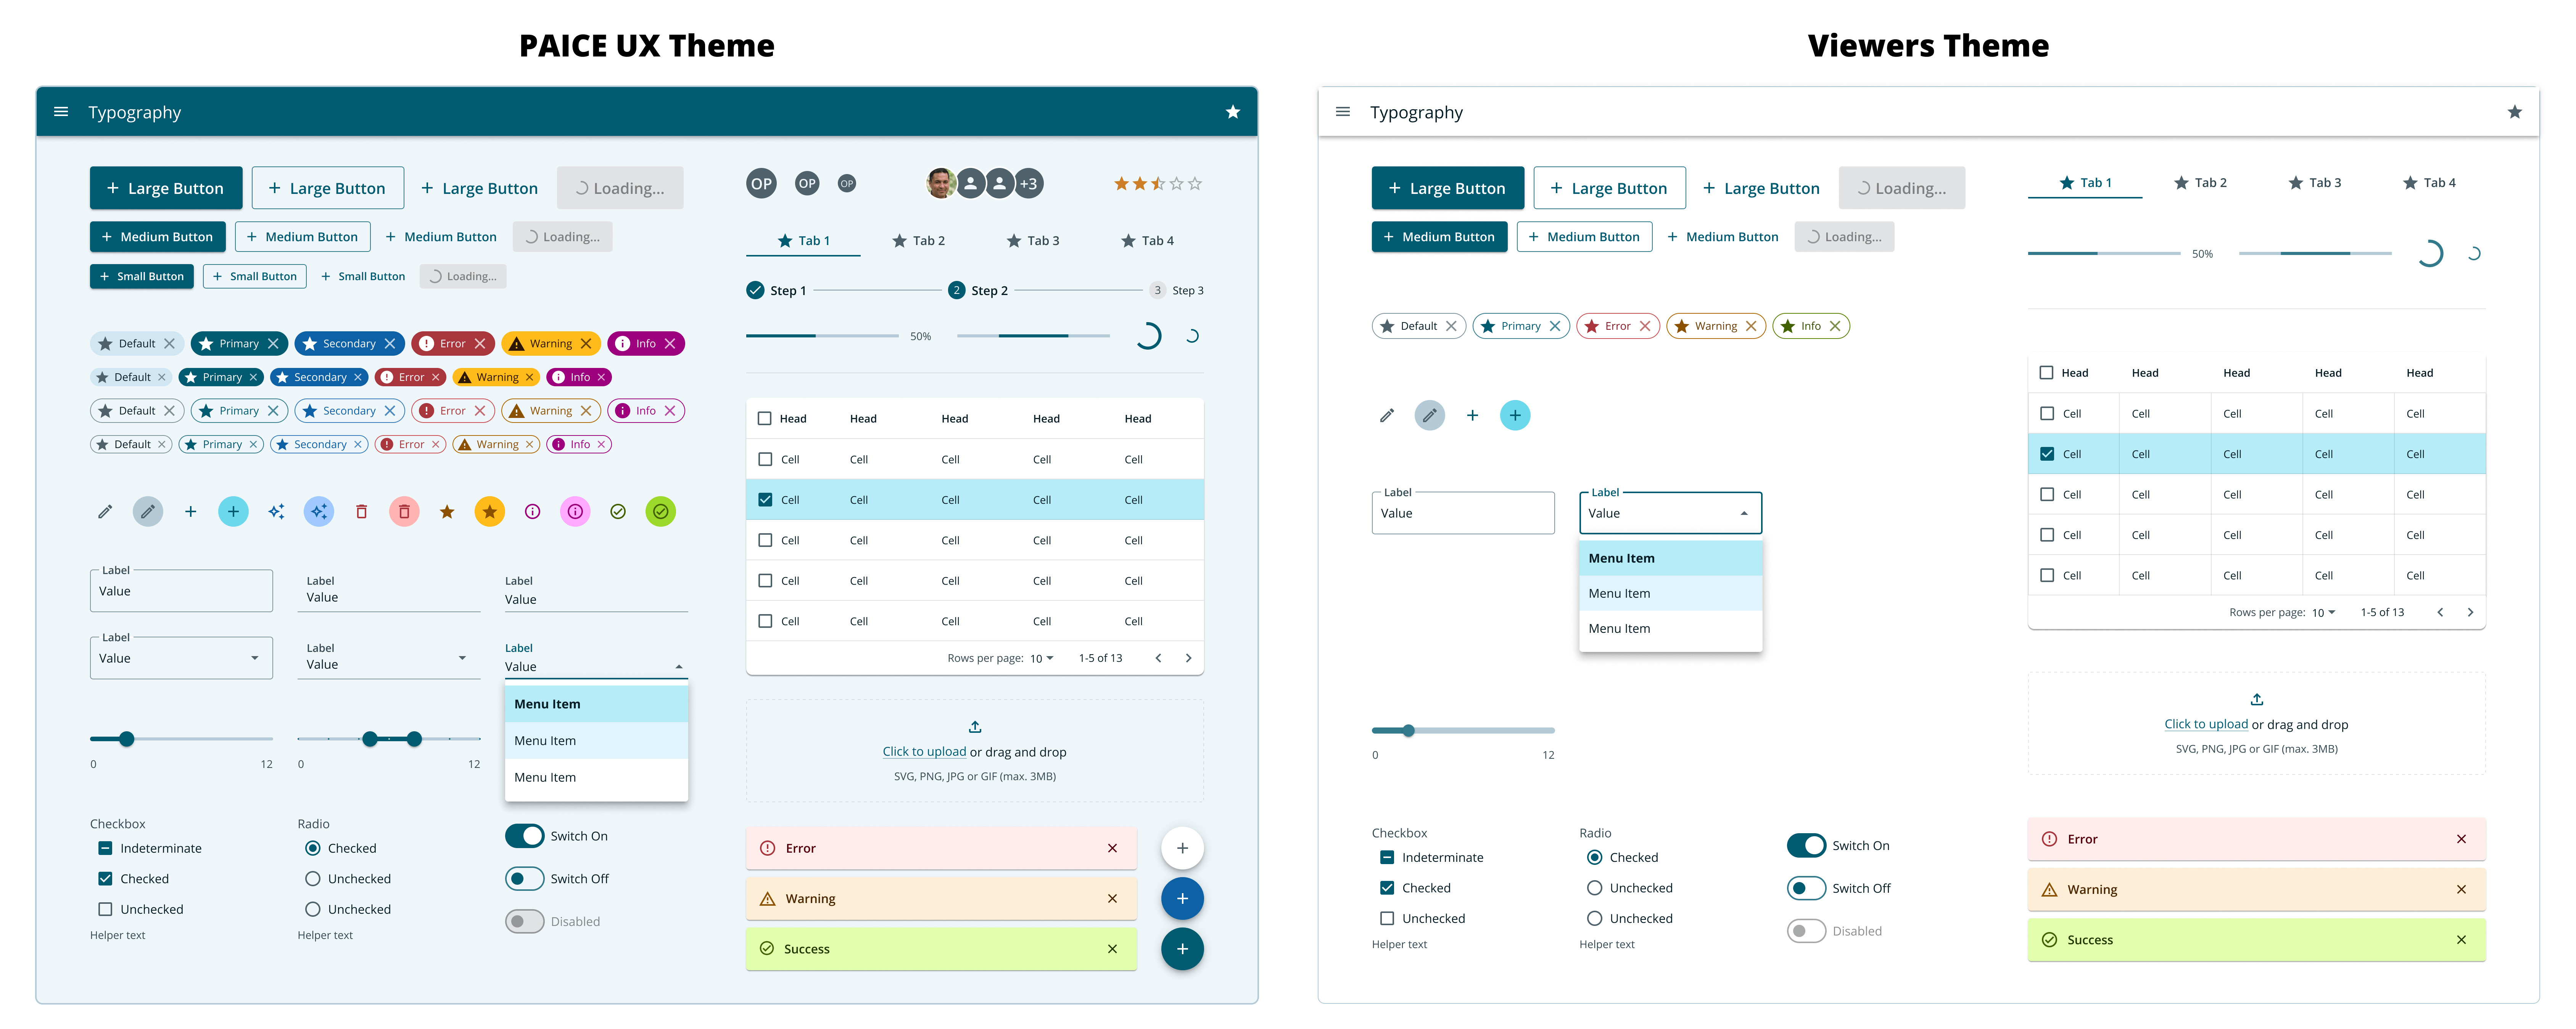 PAICE UX Theme
Typography
Large Button
Large Button
Large Button
Loading...
Medium Button
Medium Button
Medium Button
Loading...
Small Button
Small Button
Small Button
Loading...
Default
Primary
Secondary
Error
Warning
Info
Default
Primary
Secondary
Error
Warning
Info
Default
Primary
Secondary
Error
Warning
Info
Default
Primary
Secondary
Error
Warning
Info
Label
Value
Label
Value
Label
Value
Label
Value
Label
Value
Label
Value
Menu Item
Menu Item
Menu Item
0
12
0
12
Checkbox
Indeterminate
Checked
Unchecked
Helper text
Radio
Checked
Unchecked
Unchecked
Helper text
Switch On
Switch Off
Disabled
OP
OP
OP
+3
Tab 1
Tab 2
Tab 3
Tab 4
Step 1
2
Step 2
3
Step 3
50%
Head Head Head Head Head
Cell Cell Cell Cell Cell
Cell Cell Cell Cell Cell
Cell Cell Cell Cell Cell
Cell Cell Cell Cell Cell
Cell Cell Cell Cell Cell
Rows per page: 10 1-5 of 13
Click to upload or drag and drop
SVG, PNG, JPG or GIF (max. 3MB)
Error
Warning
Success
Viewers Theme
Typography
Large Button
Large Button
Large Button
Loading...
Medium Button
Medium Button
Medium Button
Loading...
Default
Primary
Error
Warning
Info
Label
Value
Label
Value
Menu Item
Menu Item
Menu Item
0
12
Checkbox
Indeterminate
Checked
Unchecked
Helper text
Radio
Checked
Unchecked
Unchecked
Helper text
Switch On
Switch Off
Disabled
Tab 1
Tab 2
Tab 3
Tab 4
50%
Head Head Head Head Head
Cell Cell Cell Cell Cell
Cell Cell Cell Cell Cell
Cell Cell Cell Cell Cell
Cell Cell Cell Cell Cell
Cell Cell Cell Cell Cell
Rows per page: 10 1-5 of 13
Click to upload or drag and drop
SVG, PNG, JPG or GIF (max. 3MB)
Error
Warning
Success